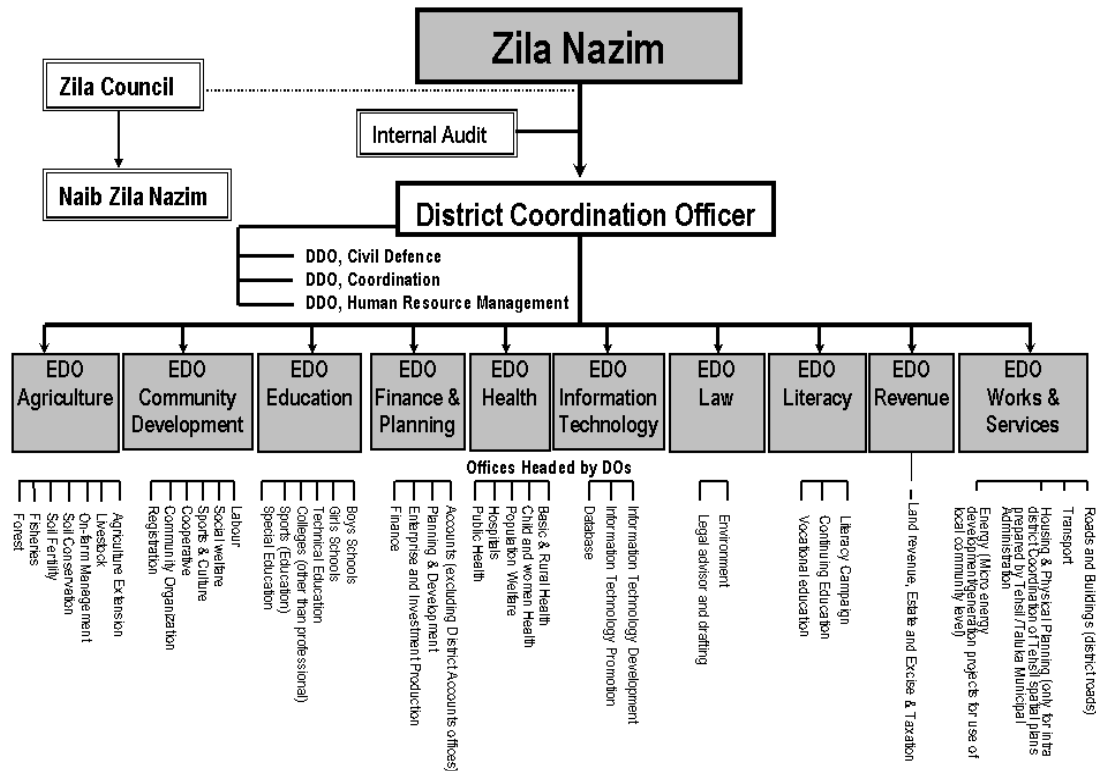 Zila Nazim
Zila Council
Internal Audit
Naib Zila Nazim
District Coordination Officer
DDO, Civil Defence
DDO, Coordination
DDO, Human Resource Management
EDO
Agriculture
EDO
Community
Development
EDO
Education
EDO
Finance &
Planning
EDO
Health
EDO
Information
Technology
EDO
Law
EDO
Literacy
EDO
Revenue
EDO
Works &
Services
Offices Headed by DOs
Agriculture Extension
Livestock
On-farm Management
Soil Conservation
Soil Fertility
Fisheries
Forest
Labour
Social welfare
Sports & Culture
Cooperative
Community Organization
Registration
Boys Schools
Girls Schools
Technical Education
Colleges (other than professional)
Sports (Education)
Special Education
Accounts (excluding District Accounts offices)
Planning & Development
Enterprise and Investment Production
Finance
Basic & Rural Health
Child and women Health
Population Welfare
Hospitals
Public Health
Information Technology Development
Information Technology Promotion
Database
Environment
Legal advisor and drafting
Literacy Campaign
Continuing Education
Vocational education
Land revenue, Estate and Excise & Taxation
Roads and Buildings (district roads)
Transport
Housing & Physical Planning (only for intra
district Coordination of Tehsil spatial plans
prepared by Tehsil /Taluka Municipal
Administration
Energy (Micro energy
development/generation projects for use of
local community level)